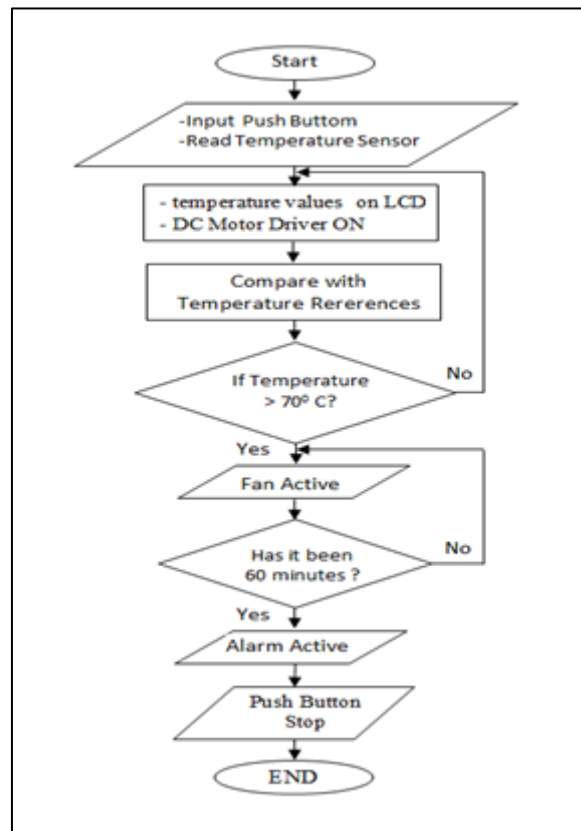 Start
-Input Push Buttom
-Read Temperature Sensor
- temperature values on LCD
- DC Motor Driver ON
Compare with
Temperature Rererences
If Temperature
> 70⁰ C?
No
Yes
Fan Active
Has it been
60 minutes ?
No
Yes
Alarm Active
Push Button
Stop
END